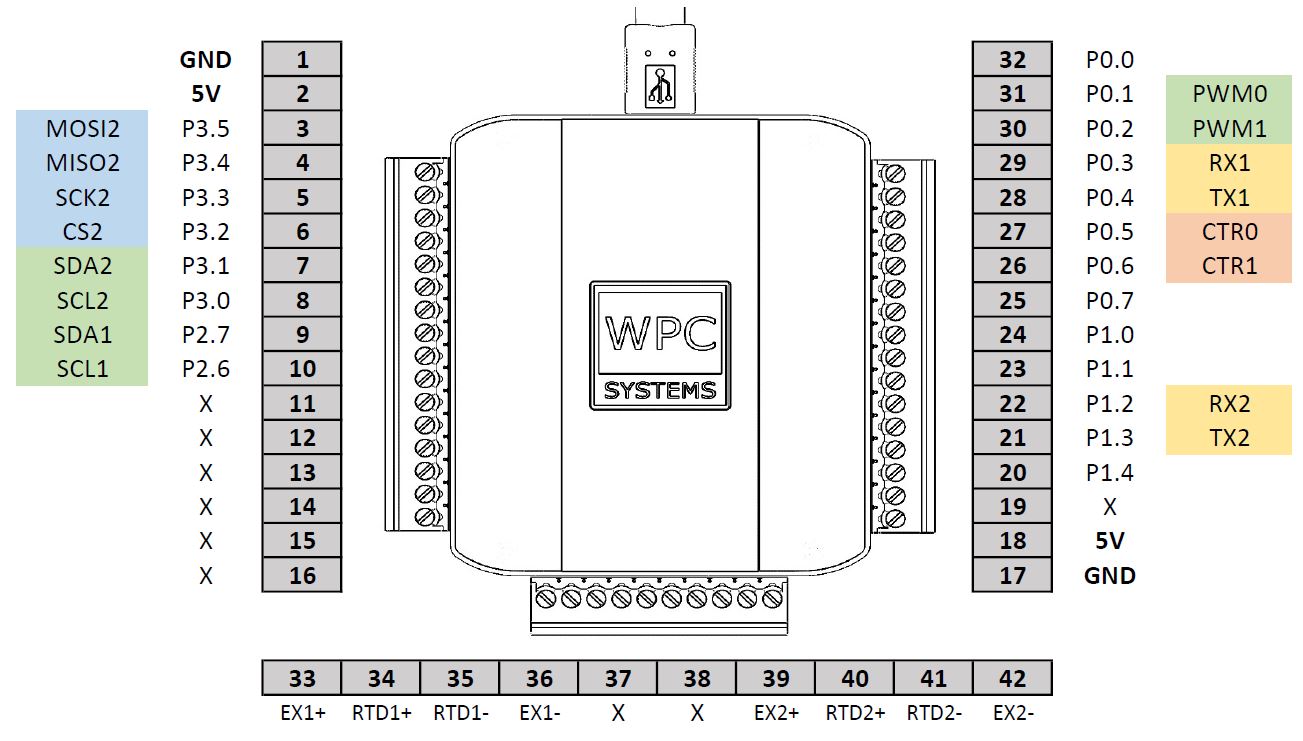 GND 1 32 P0.0
5V 2 31 P0.1 PWM0
MOSI2 P3.5 3 30 P0.2 PWM1
MISO2 P3.4 4 29 P0.3 RX1
SCK2 P3.3 5 28 P0.4 TX1
CS2 P3.2 6 27 P0.5 CTR0
SDA2 P3.1 7 26 P0.6 CTR1
SCL2 P3.0 8 25 P0.7
SDA1 P2.7 9 WPC 24 P1.0
SCL1 P2.6 10 SYSTEMS 23 P1.1
X 11 22 P1.2 RX2
X 12 21 P1.3 TX2
X 13 20 P1.4
X 14 19 X
X 15 18 5V
X 16 17 GND
33 34 35 36 37 38 39 40 41 42
EX1+ RTD1+ RTD1- EX1- X X EX2+ RTD2+ RTD2- EX2-